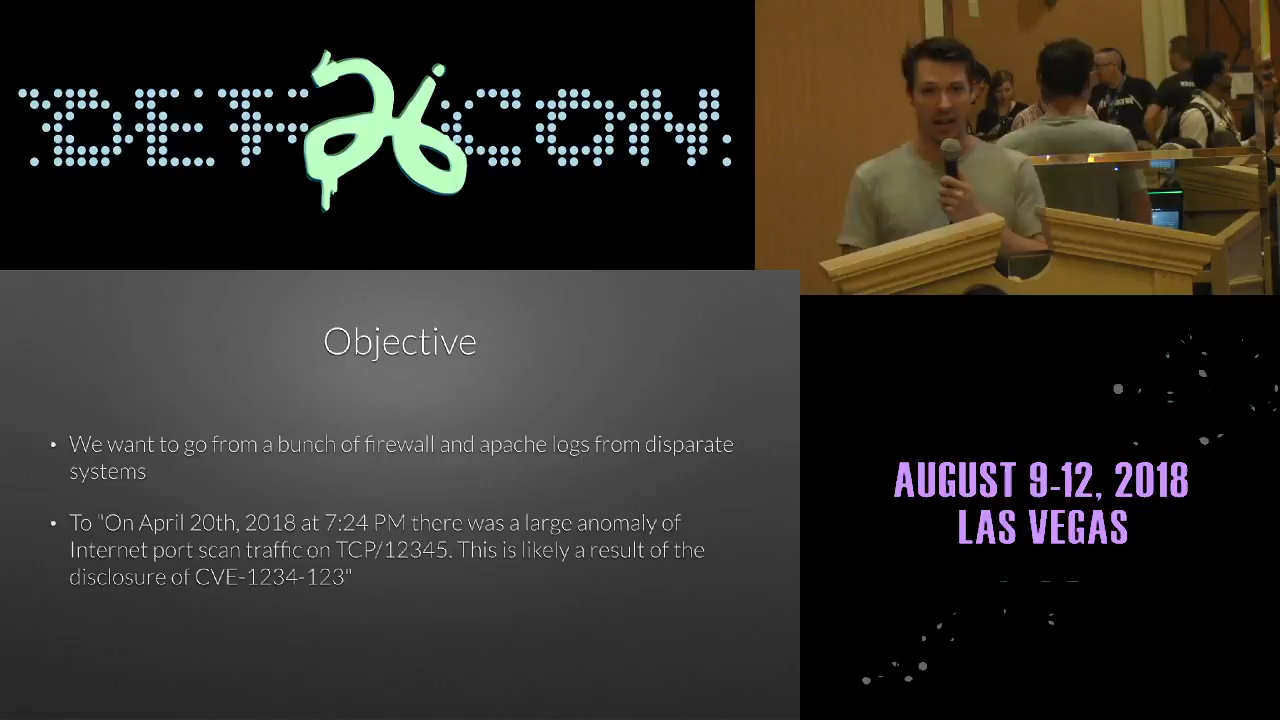 DEF 26 CON
Objective
• We want to go from a bunch of firewall and apache logs from disparate
systems
• To "On April 20th, 2018 at 7:24 PM there was a large anomaly of
Internet port scan traffic on TCP/12345. This is likely a result of the
disclosure of CVE-1234-123"
AUGUST 9-12, 2018
LAS VEGAS